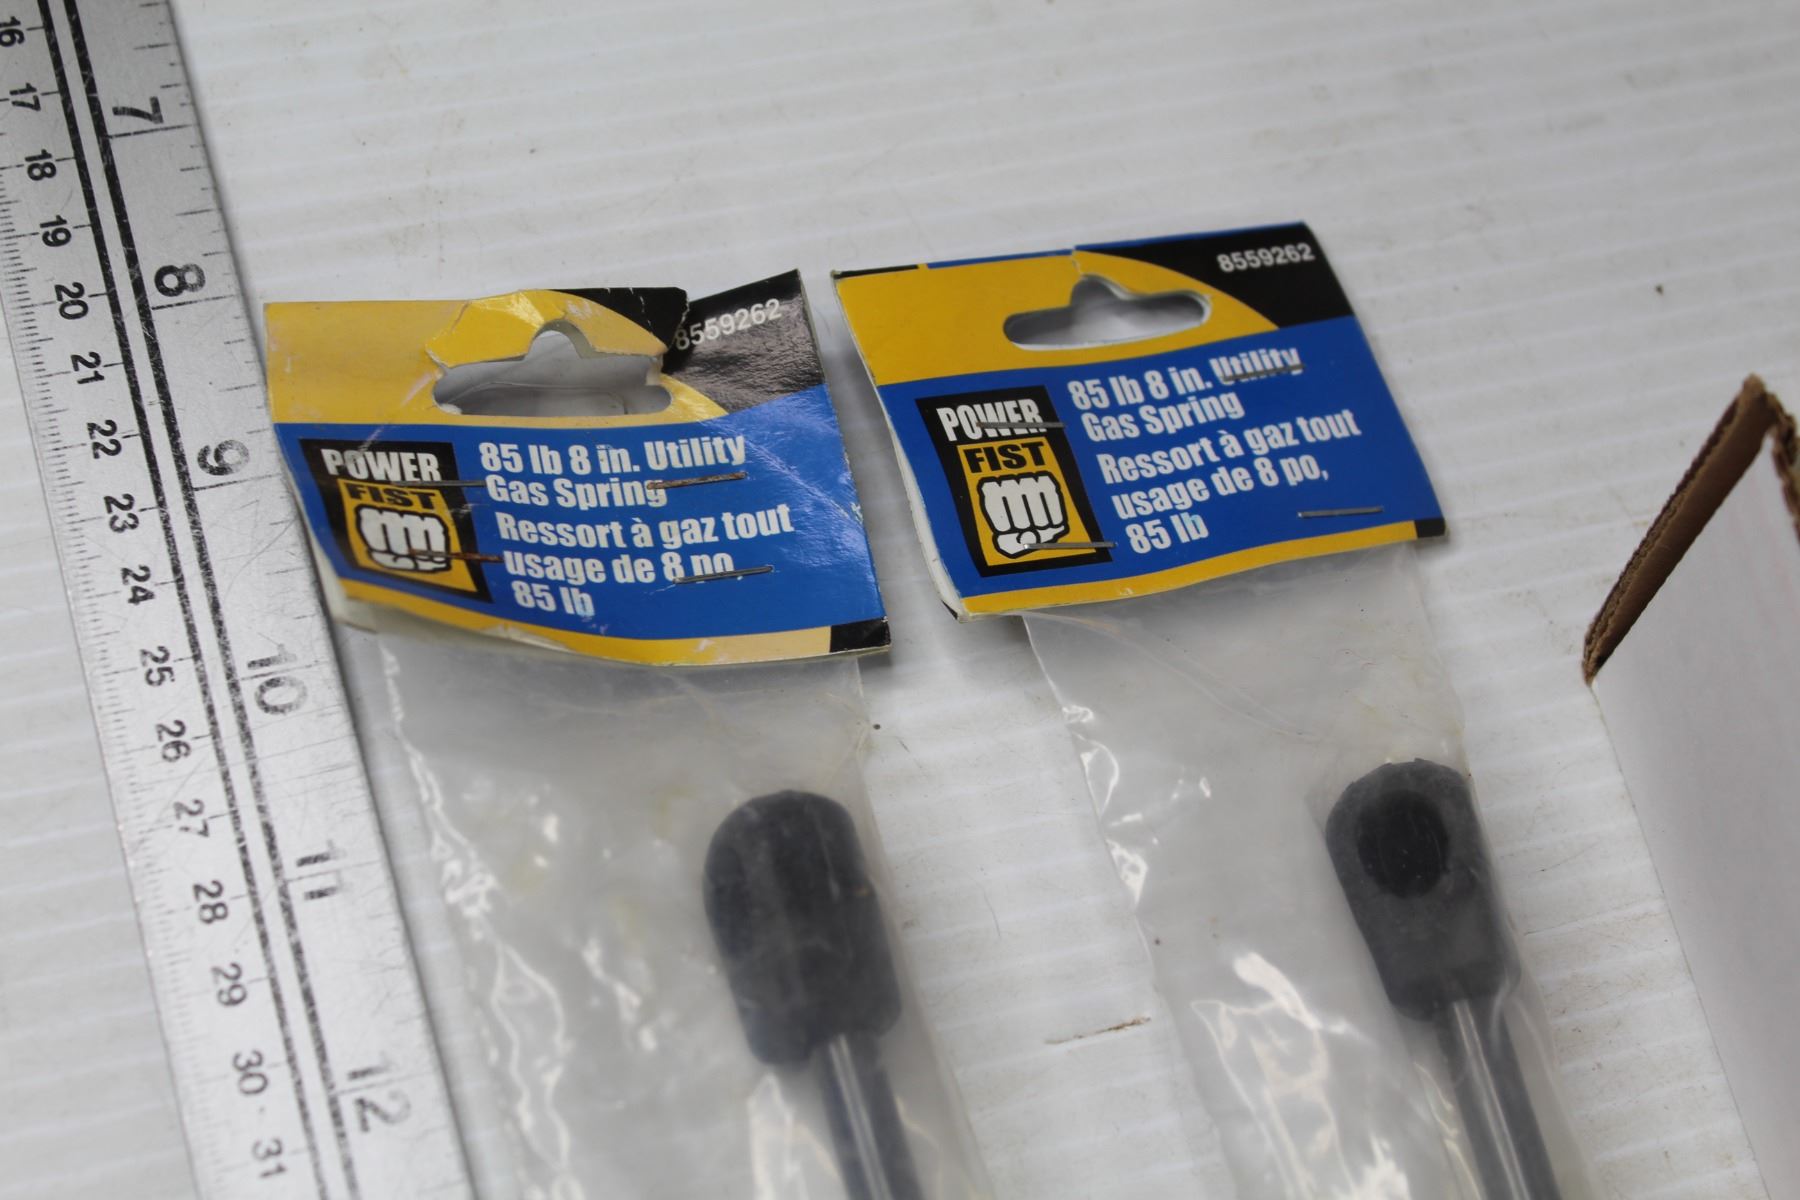 16
17
18
19
20
21
22
23
24
25
26
27
28
29
30
31
7
8
9
10
11
12
8559262
POWER
FIST
85 lb 8 in. Utility
Gas Spring
Ressort à gaz tout
usage de 8 po,
85 lb
8559262
POWER
FIST
85 lb 8 in. Utility
Gas Spring
Ressort à gaz tout
usage de 8 po,
85 lb